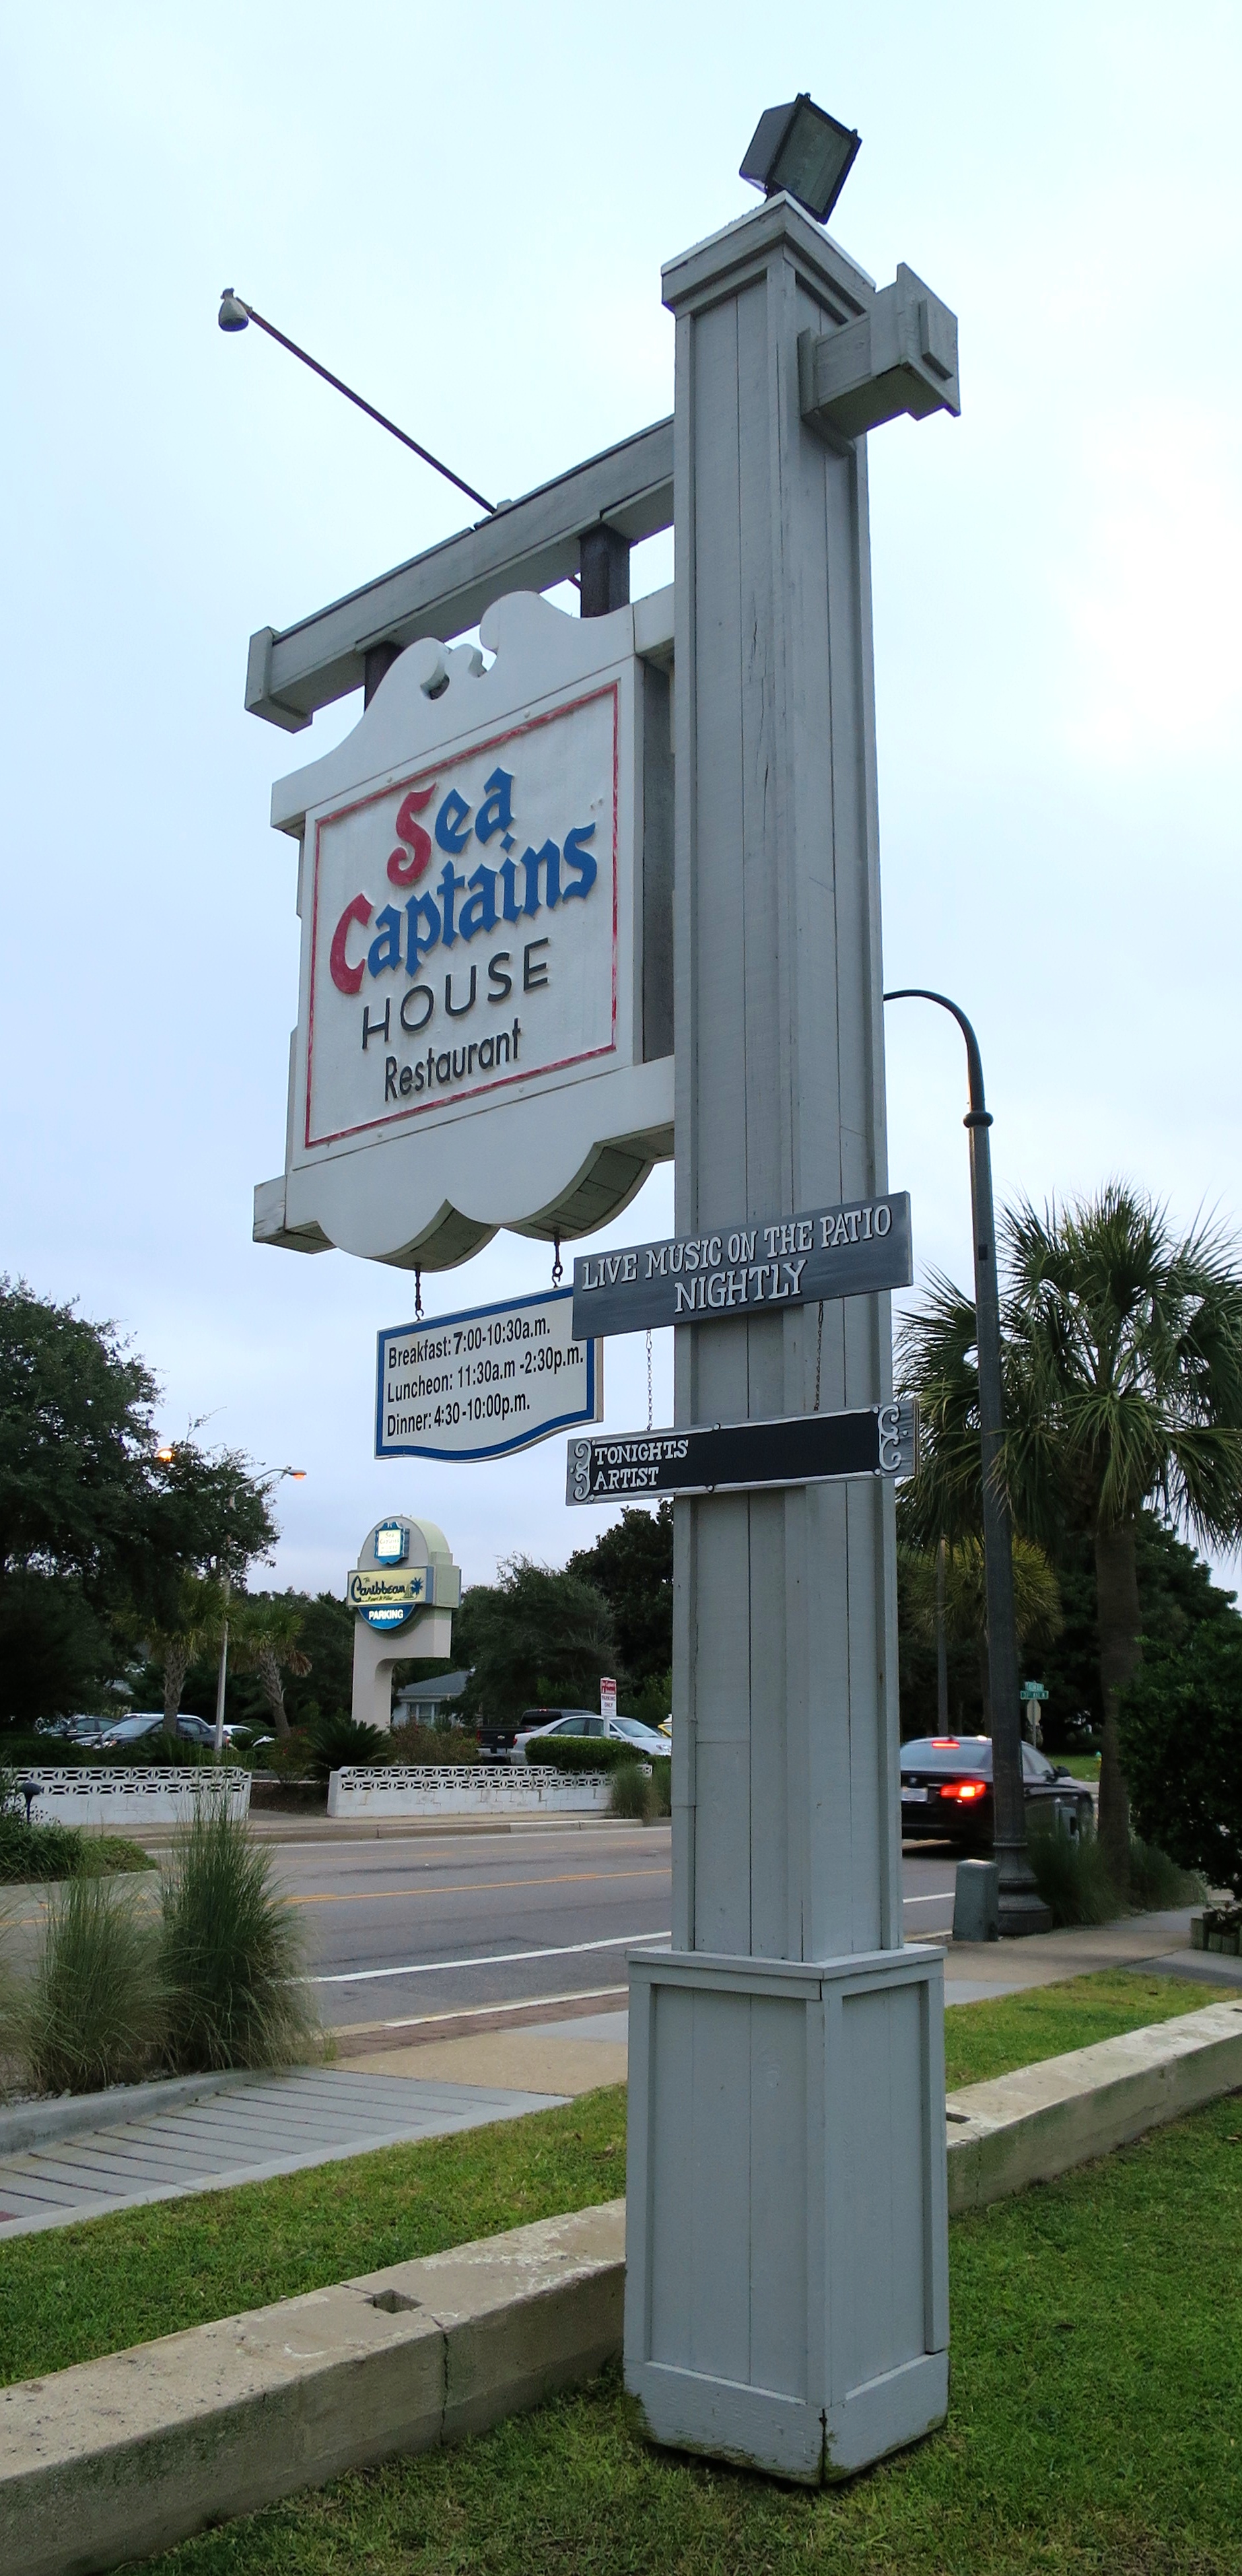 Sea
Captains
HOUSE
Restaurant
LIVE MUSIC ON THE PATIO
NIGHTLY
Breakfast: 7:00-10:30a.m.
Luncheon: 11:30a.m -2:30p.m.
Dinner: 4:30-10:00p.m.
TONIGHTS
ARTIST
Caribbean
PARKING